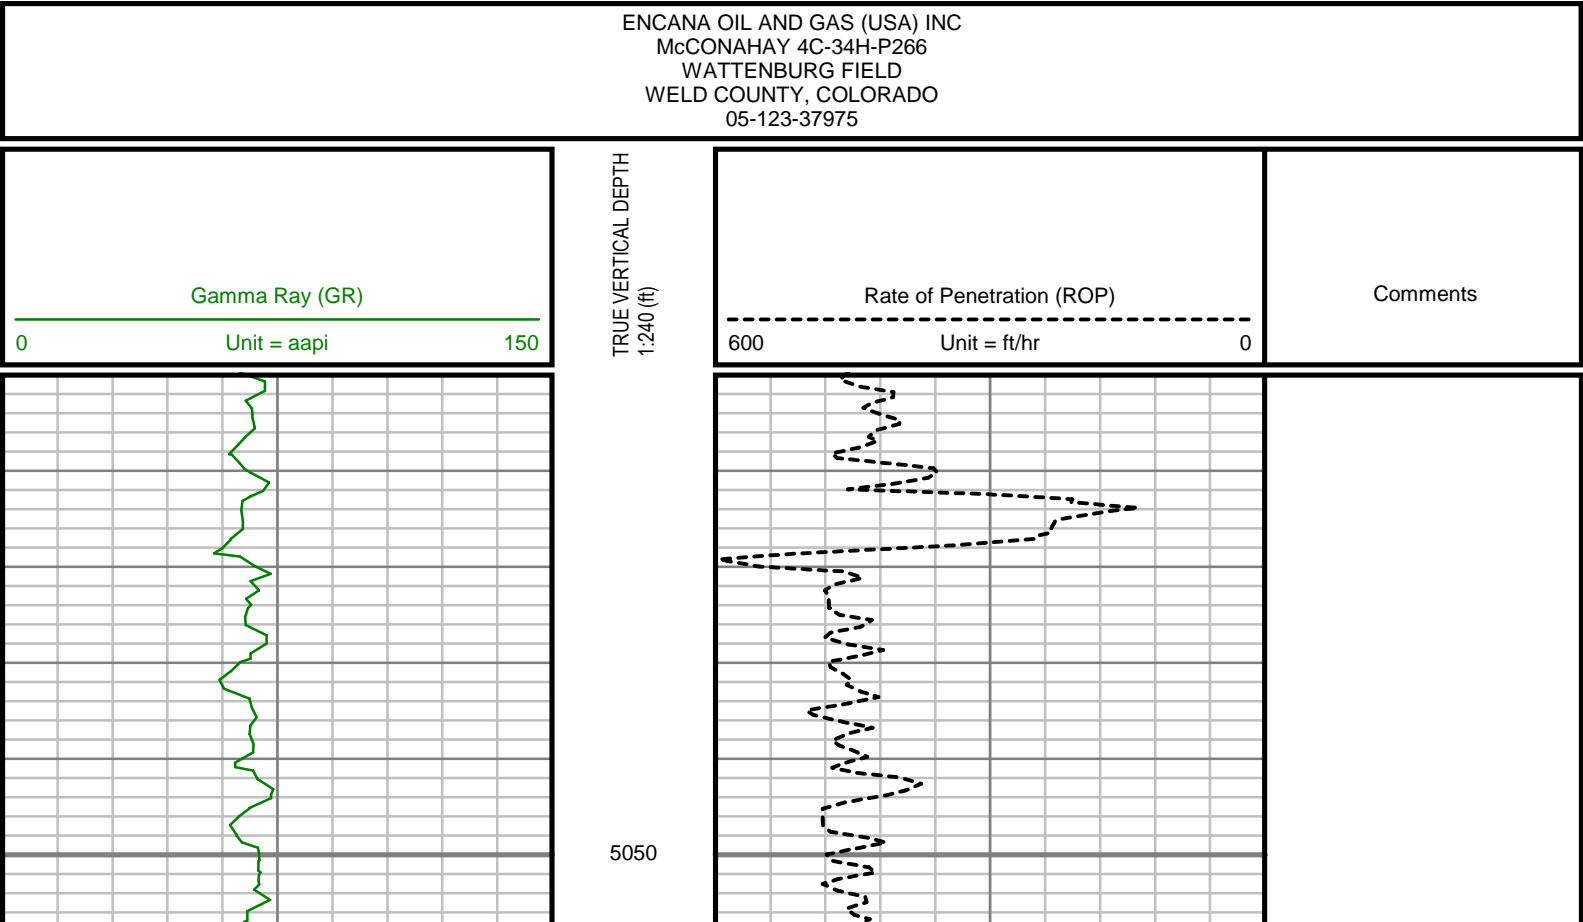 ENCANA OIL AND GAS (USA) INC
McCONAHAY 4C-34H-P266
WATTENBURG FIELD
WELD COUNTY, COLORADO
05-123-37975
Gamma Ray (GR)
0 Unit = aapi 150
TRUE VERTICAL DEPTH
1:240 (ft)
Rate of Penetration (ROP)
600 Unit = ft/hr 0
Comments
5050